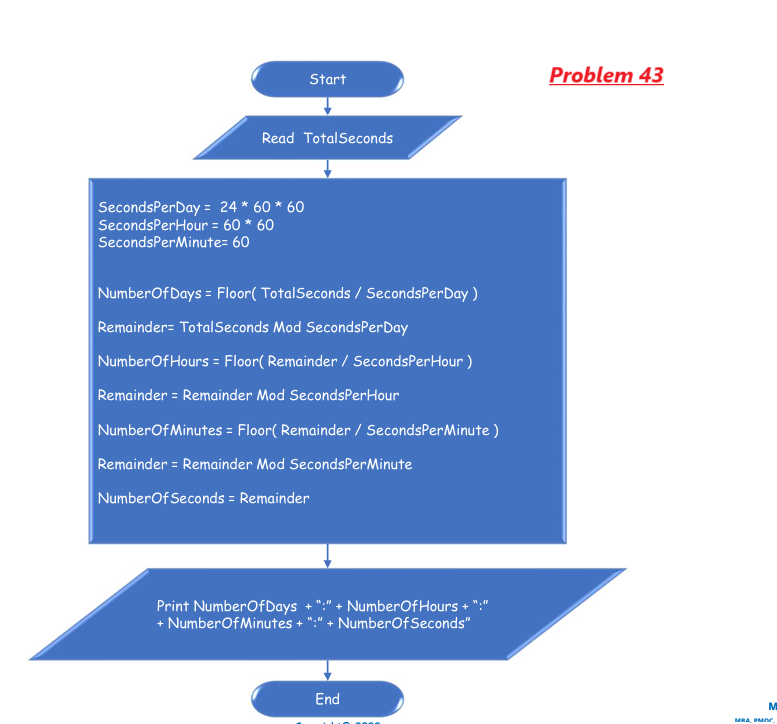 Problem 43
Start
Read TotalSeconds
SecondsPerDay = 24 * 60 * 60
SecondsPerHour = 60 * 60
SecondsPerMinute= 60
NumberOfDays = Floor( TotalSeconds / SecondsPerDay )
Remainder= TotalSeconds Mod SecondsPerDay
NumberOfHours = Floor( Remainder / SecondsPerHour )
Remainder = Remainder Mod SecondsPerHour
NumberOfMinutes = Floor( Remainder / SecondsPerMinute )
Remainder = Remainder Mod SecondsPerMinute
NumberOfSeconds = Remainder
Print NumberOfDays + “:” + NumberOfHours + “:”
+ NumberOfMinutes + “:” + NumberOfSeconds”
End
M
MBA, PMOC,